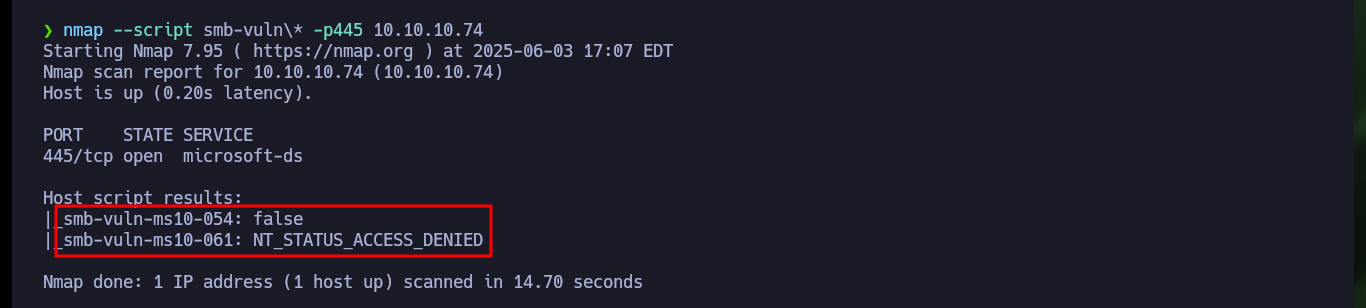 ❯ nmap --script smb-vuln\* -p445 10.10.10.74
Starting Nmap 7.95 ( https://nmap.org ) at 2025-06-03 17:07 EDT
Nmap scan report for 10.10.10.74 (10.10.10.74)
Host is up (0.20s latency).
PORT    STATE SERVICE
445/tcp open  microsoft-ds
Host script results:
|_smb-vuln-ms10-054: false
|_smb-vuln-ms10-061: NT_STATUS_ACCESS_DENIED
Nmap done: 1 IP address (1 host up) scanned in 14.70 seconds